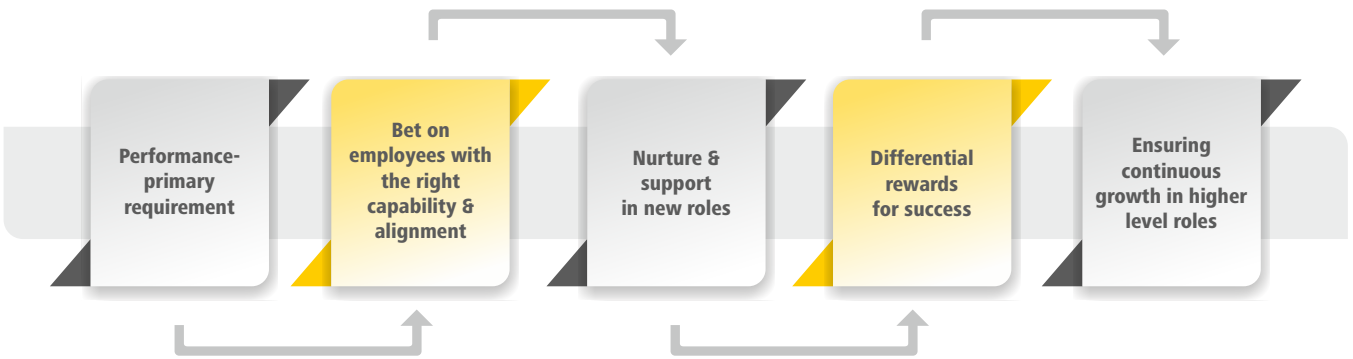 Performance-
primary
requirement
Bet on
employees with
the right
capability &
alignment
Nurture &
support
in new roles
Differential
rewards
for success
Ensuring
continuous
growth in higher
level roles